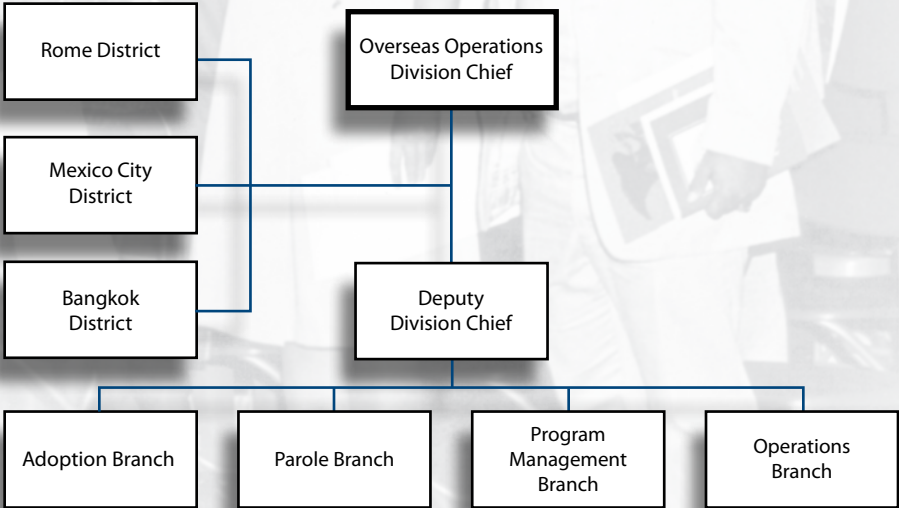 Rome District
Overseas Operations
Division Chief
Mexico City
District
Bangkok
District
Deputy
Division Chief
Adoption Branch
Parole Branch
Program
Management
Branch
Operations
Branch